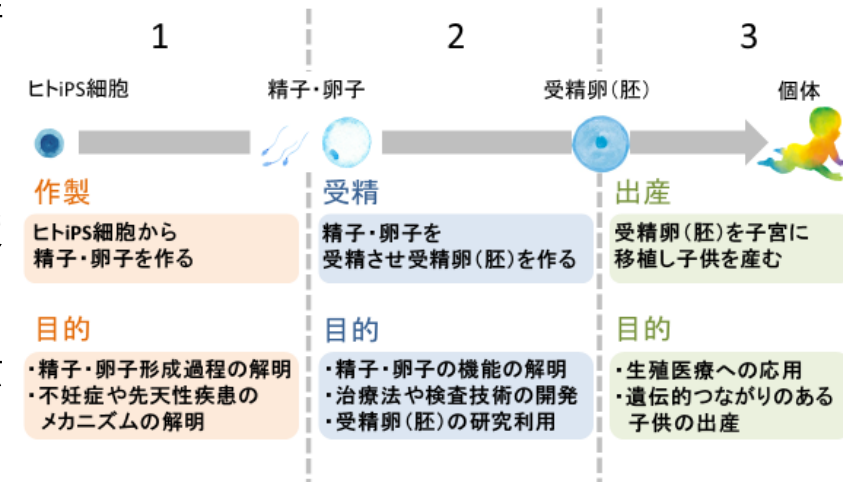 1
2
3
ヒトiPS細胞
精子・卵子
受精卵(胚)
個体
作製
ヒトiPS細胞から
精子・卵子を作る
目的
・精子・卵子形成過程の解明
・不妊症や先天性疾患の
メカニズムの解明
受精
精子・卵子を
受精させ受精卵(胚)を作る
目的
・精子・卵子の機能の解明
・治療法や検査技術の開発
・受精卵(胚)の研究利用
出産
受精卵(胚)を子宮に
移植し子供を産む
目的
・生殖医療への応用
・遺伝的つながりのある
子供の出産